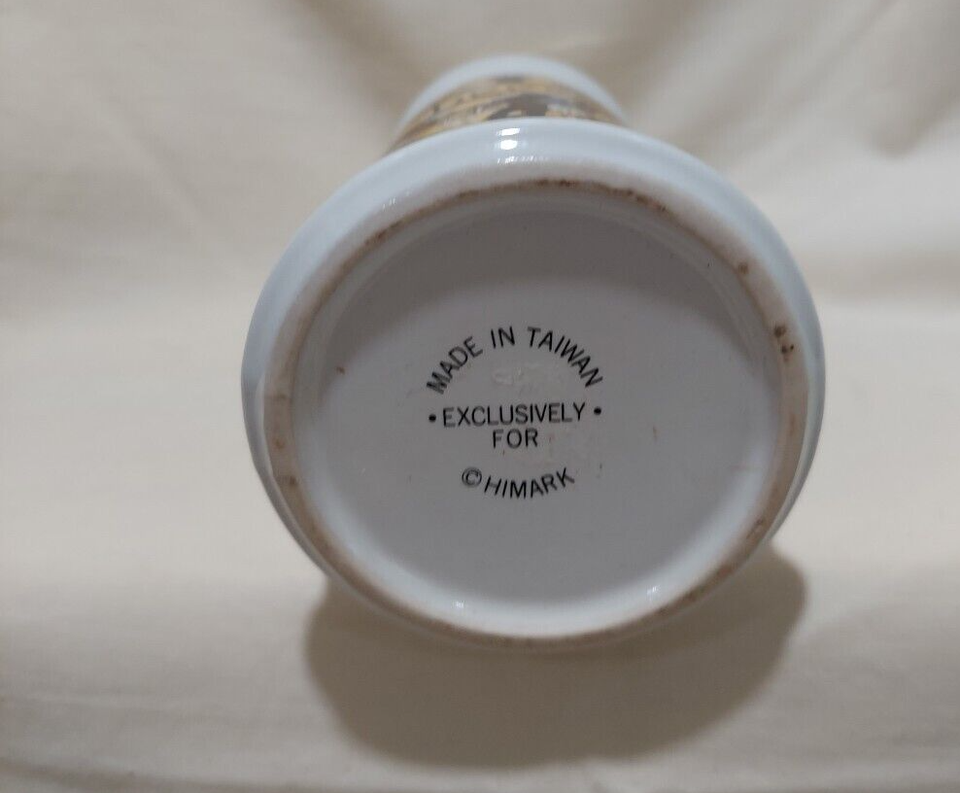 MADE IN TAIWAN
• EXCLUSIVELY •
FOR
© HIMARK